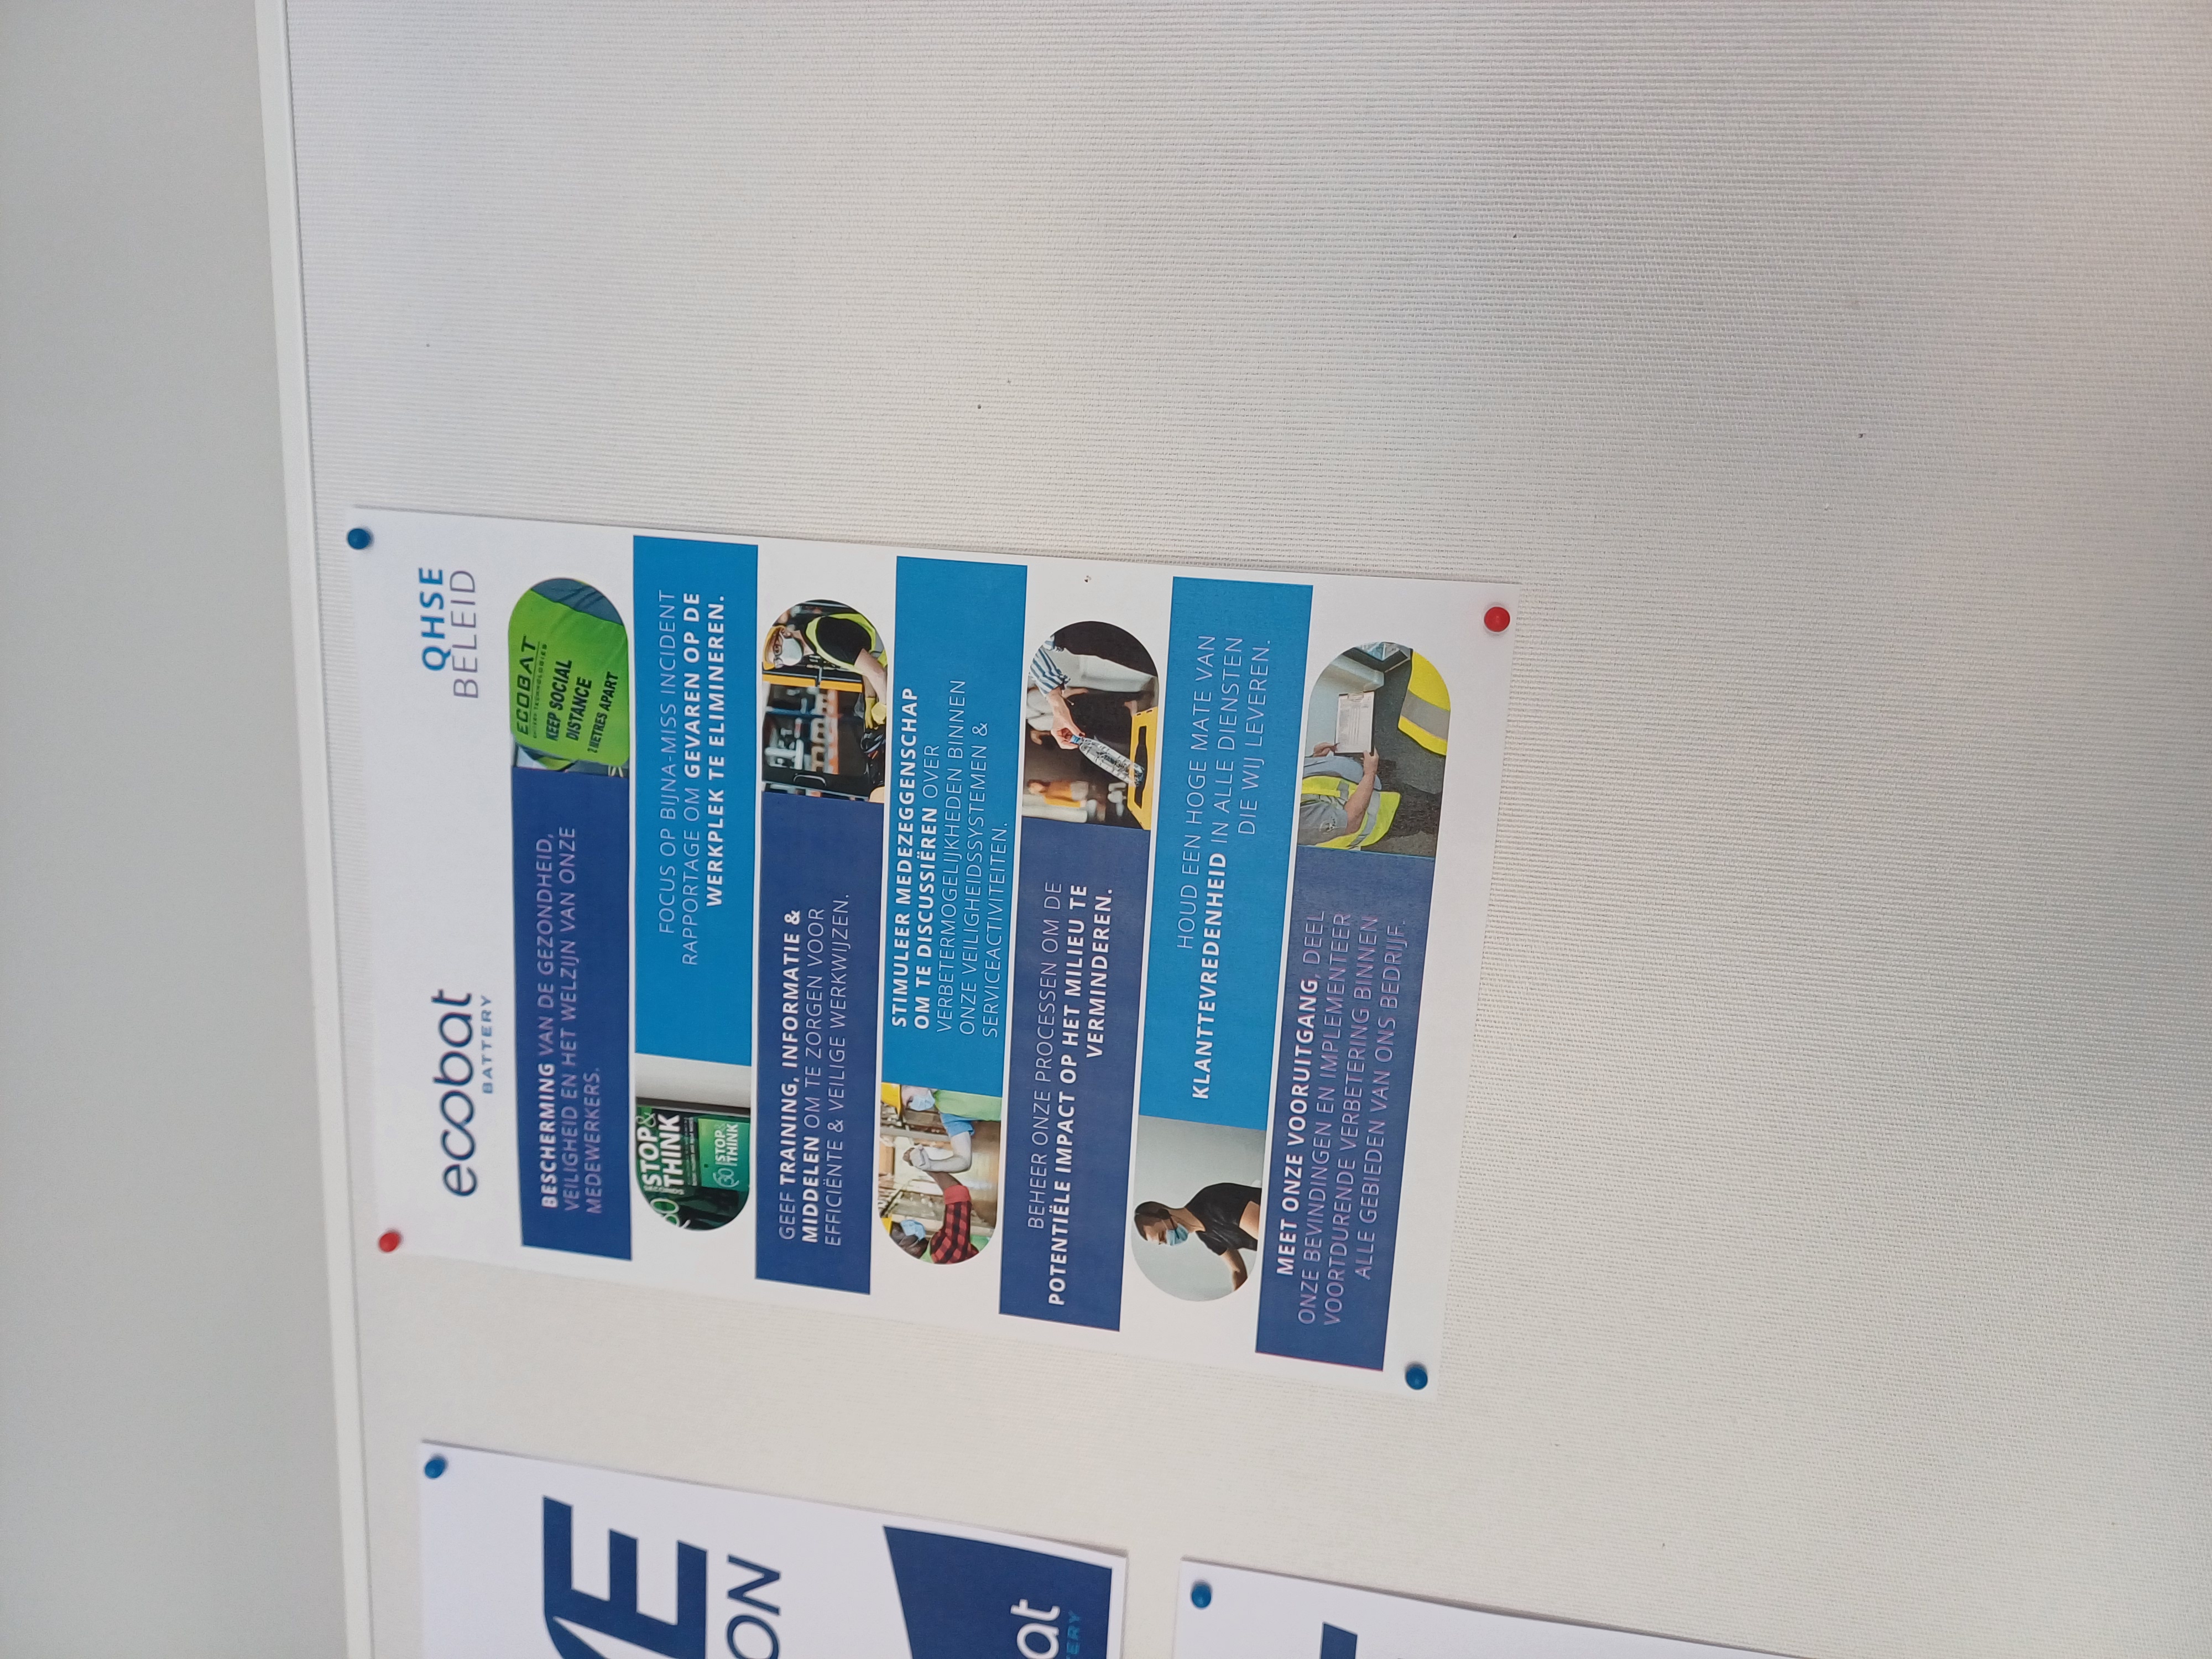 ecobat
BATTERY
QHSE
BELEID
BESCHERMING VAN DE GEZONDHEID,
VEILIGHEID EN HET WELZIJN VAN ONZE
MEDEWERKERS.
ECOBAT
BATTERY TECHNOLOGIES
KEEP SOCIAL
DISTANCE
2 METRES APART
STOP&
THINK
30
STOP&
THINK
FOCUS OP BIJNA-MISS INCIDENT
RAPPORTAGE OM GEVAREN OP DE
WERKPLEK TE ELIMINEREN.
GEEF TRAINING, INFORMATIE &
MIDDELEN OM TE ZORGEN VOOR
EFFICIËNTE & VEILIGE WERKWIJZEN.
STIMULEER MEDEZEGGENSCHAP
OM TE DISCUSSIËREN OVER
VERBETERMOGELIJKHEDEN BINNEN
ONZE VEILIGHEIDSSYSTEMEN &
SERVICEACTIVITEITEN.
BEHEER ONZE PROCESSEN OM DE
POTENTIËLE IMPACT OP HET MILIEU TE
VERMINDEREN.
HOUD EEN HOGE MATE VAN
KLANTTEVREDENHEID IN ALLE DIENSTEN
DIE WIJ LEVEREN.
MEET ONZE VOORUITGANG, DEEL
ONZE BEVINDINGEN EN IMPLEMENTEER
VOORTDURENDE VERBETERING BINNEN
ALLE GEBIEDEN VAN ONS BEDRIJF.
E
ON
bat
ERY